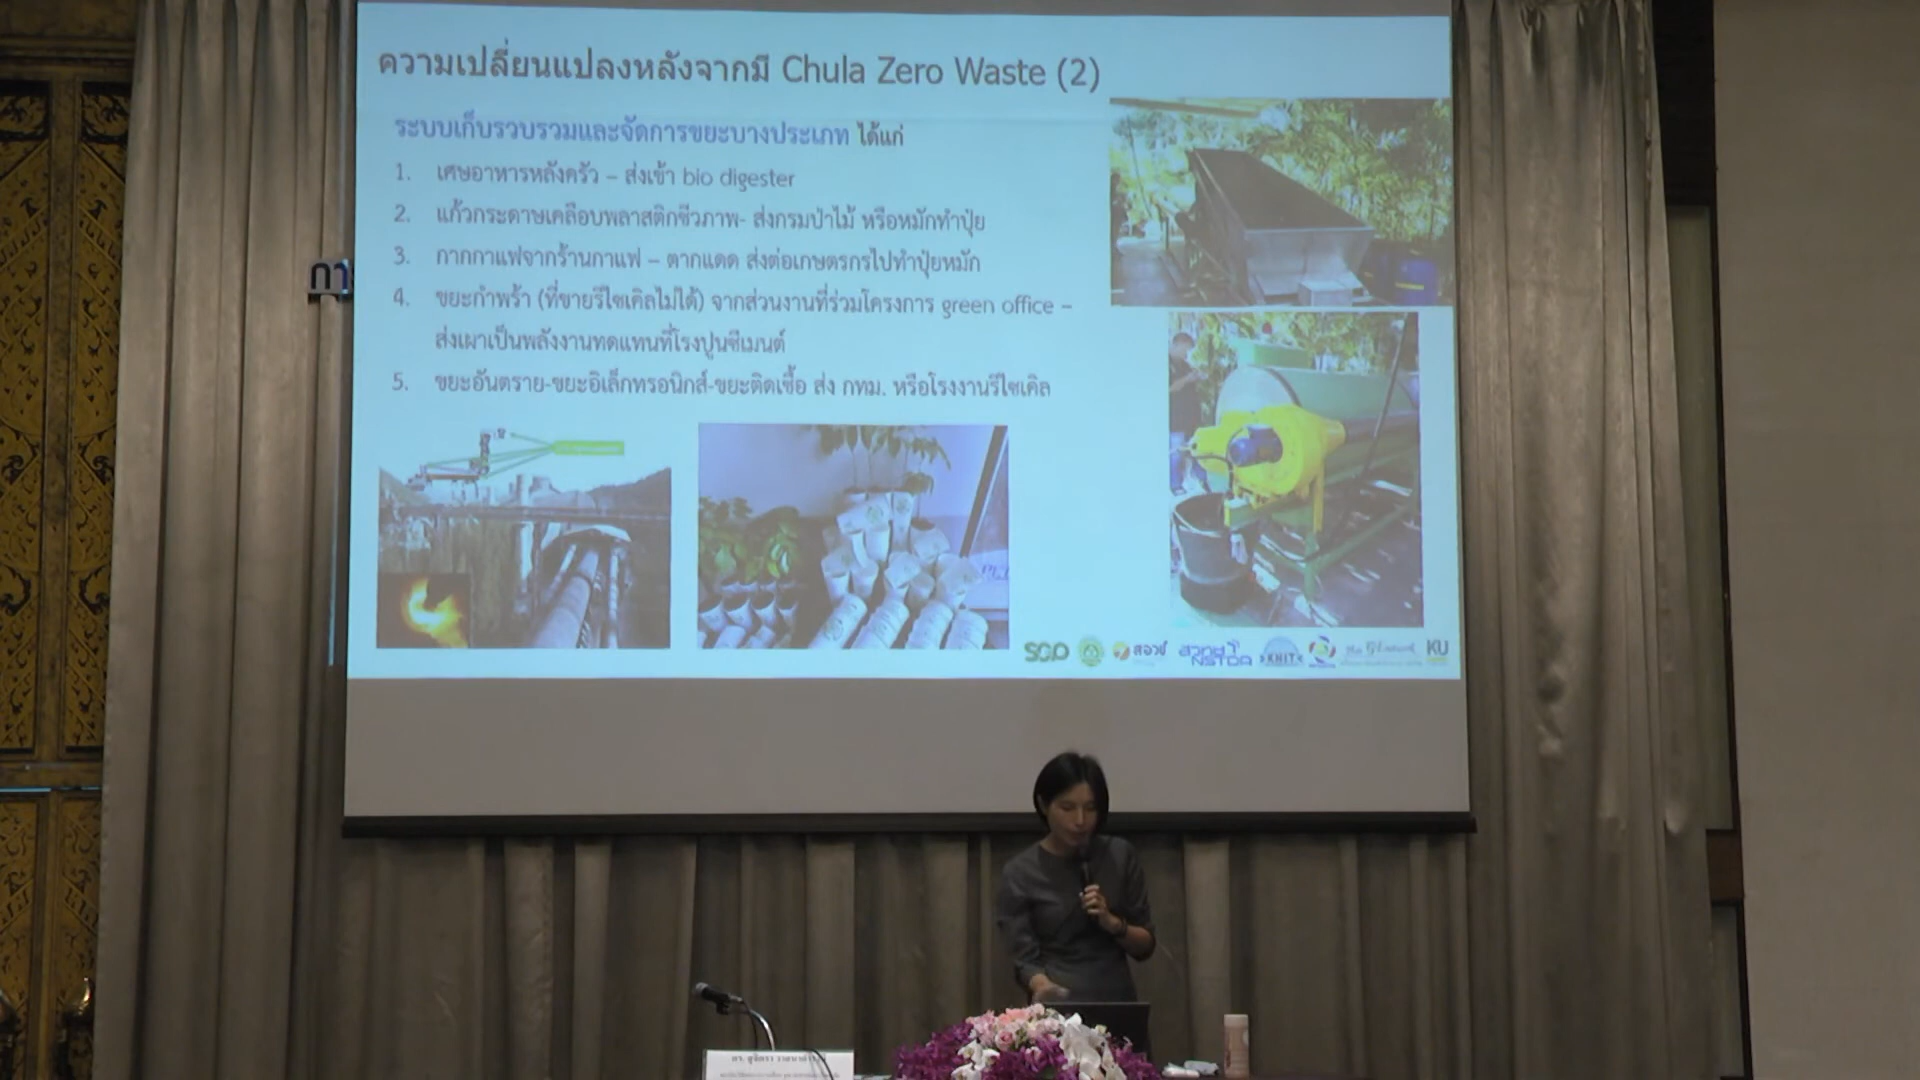 ความเปลี่ยนแปลงหลังจากมี Chula Zero Waste (2)
ระบบเก็บรวบรวมและจัดการขยะบางประเภท ได้แก่
1. เศษอาหารหลังครัว – ส่งเข้า bio digester
2. แก้วกระดาษเคลือบพลาสติกชีวภาพ- ส่งกรมป่าไม้ หรือหมักทำปุ๋ย
3. กากกาแฟจากร้านกาแฟ – ตากแดด ส่งต่อเกษตรกรไปทำปุ๋ยหมัก
4. ขยะกำพร้า (ที่ขายรีไซเคิลไม่ได้) จากส่วนงานที่ร่วมโครงการ green office –
ส่งเผาเป็นพลังงานทดแทนที่โรงปูนซีเมนต์
5. ขยะอันตราย-ขยะอิเล็กทรอนิกส์-ขยะติดเชื้อ ส่ง กทม. หรือโรงงานรีไซเคิล
กา
SCP สอวช สวทช NSTDA KU